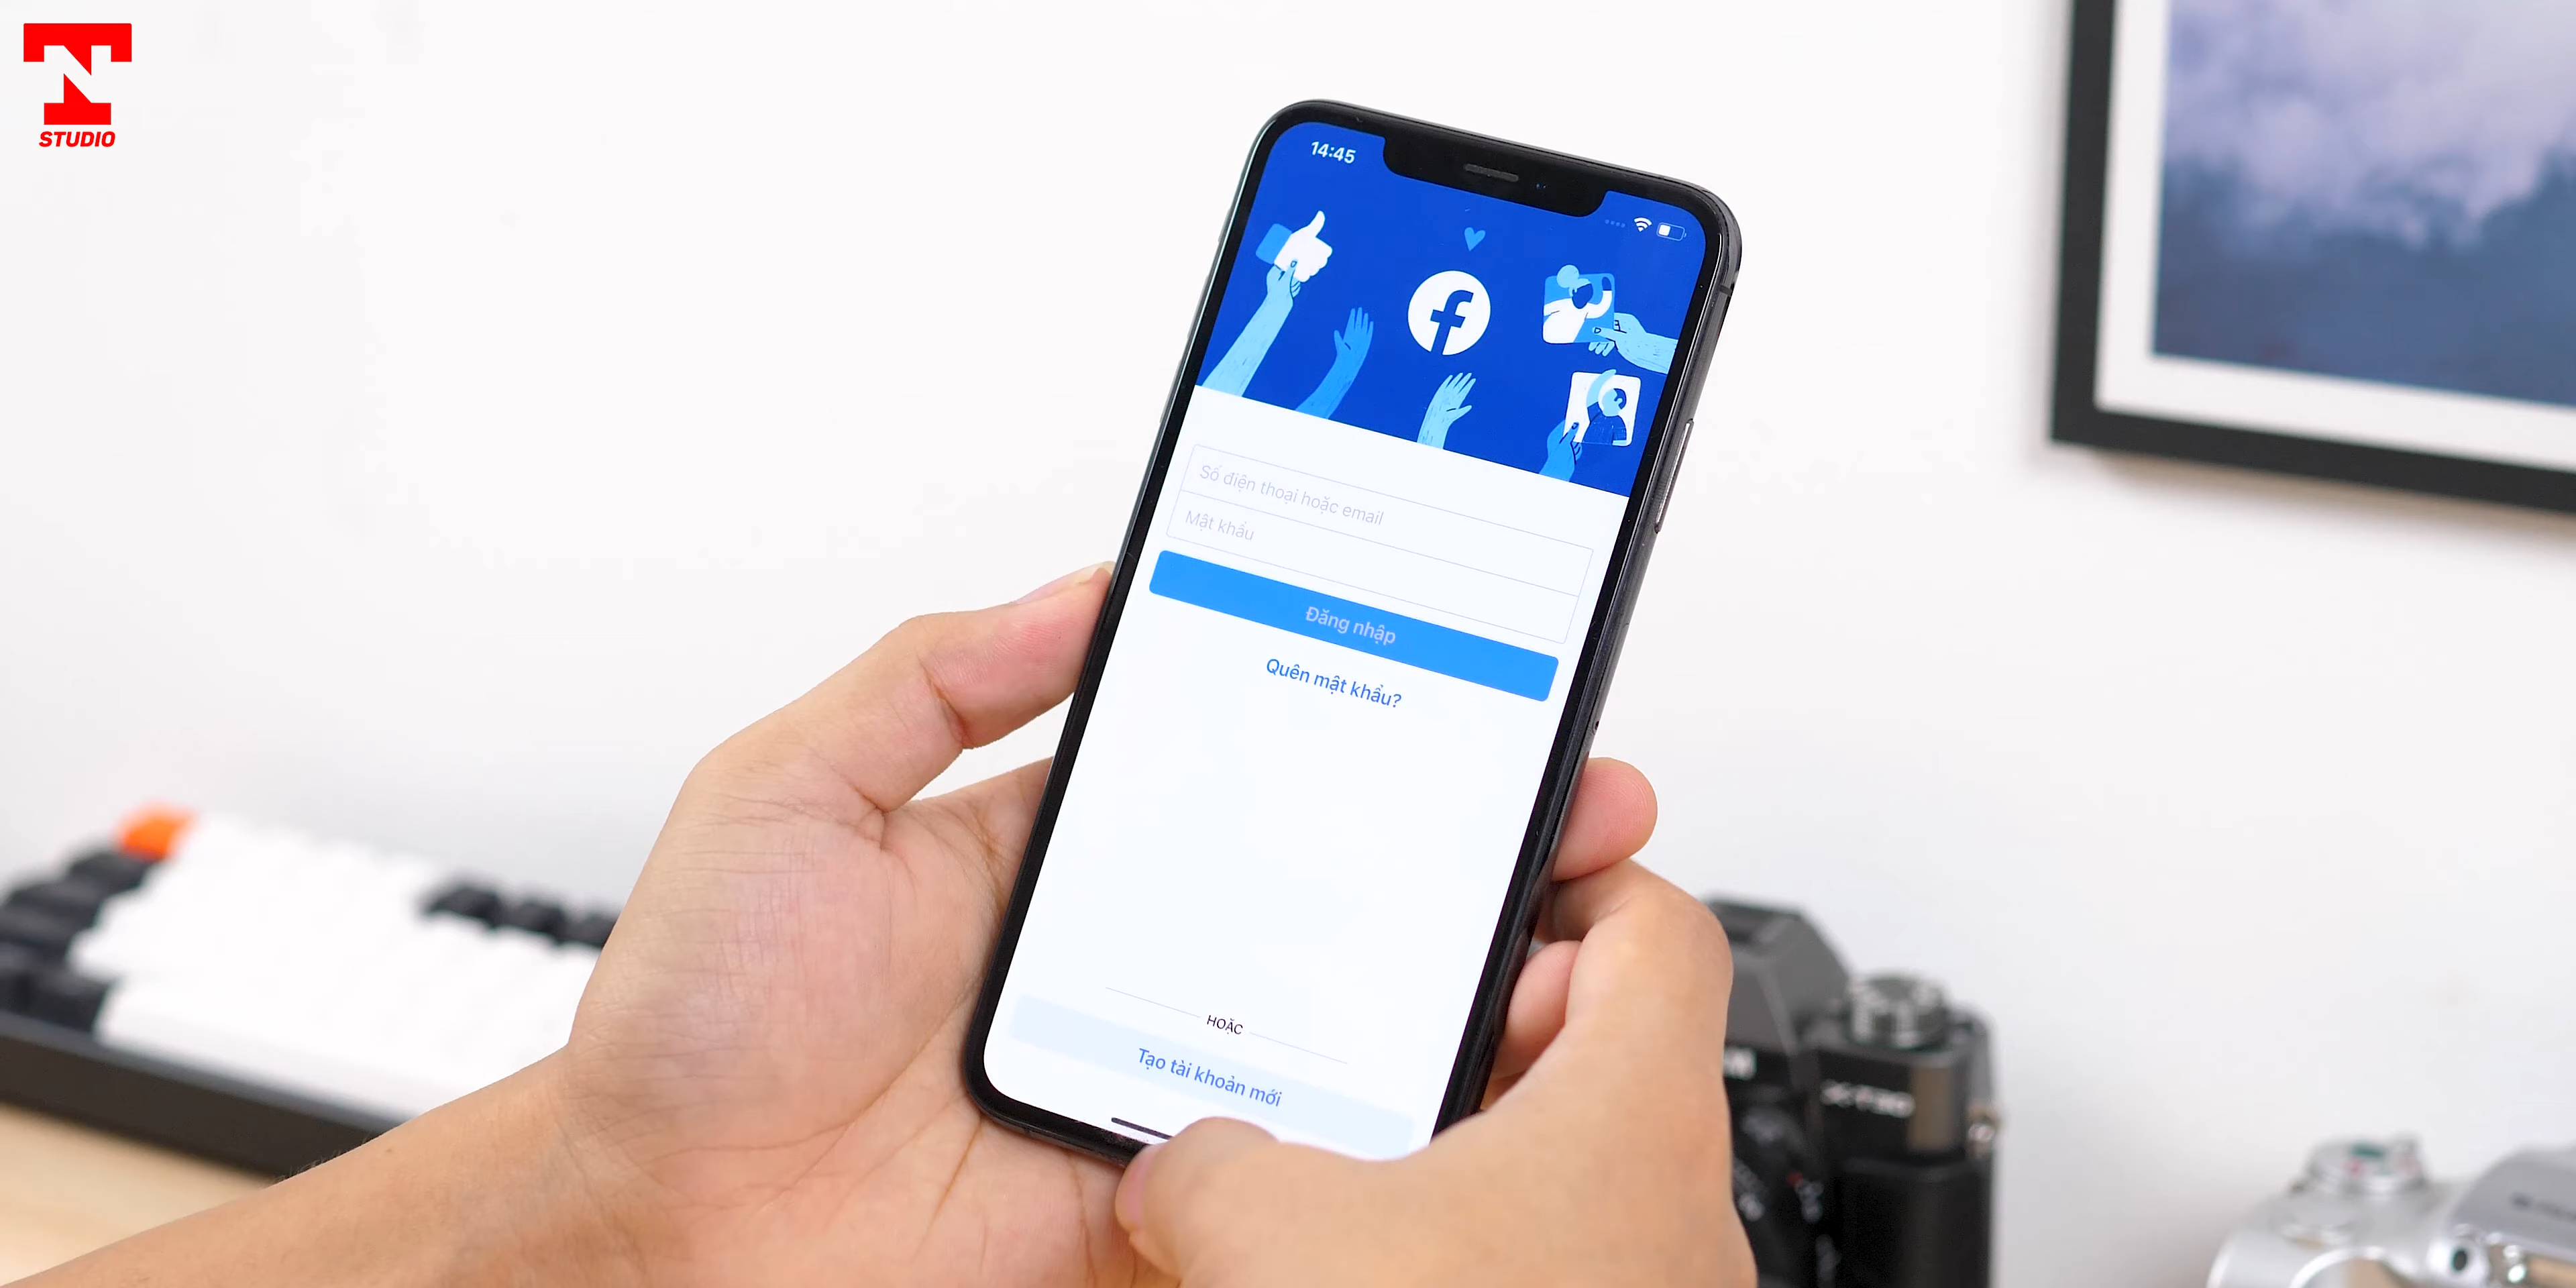 STUDIO
14:45
Số điện thoại hoặc email
Mật khẩu
Đăng nhập
Quên mật khẩu?
HOẶC
Tạo tài khoản mới
X-T30